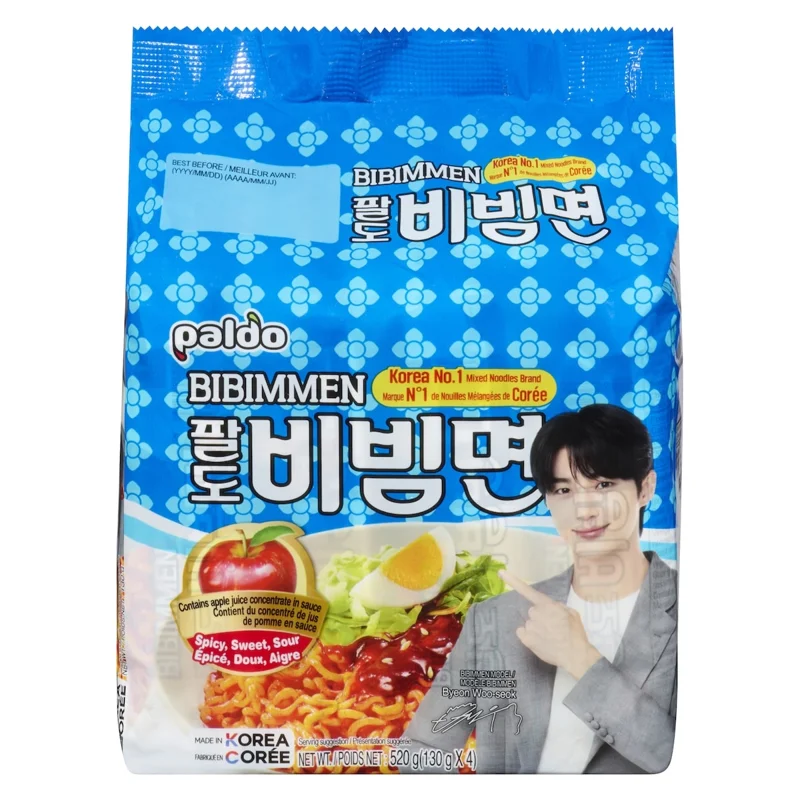 BEST BEFORE / MEILLEUR AVANT:
(YYYY/MM/DD) (AAAA/MM/JJ)
BIBIMMEN
Korea No.1 Mixed Noodles Brand
Marque N°1 de Nouilles Mélangées de Corée
팔도 비빔면
paldo
BIBIMMEN
Korea No.1 Mixed Noodles Brand
Marque N°1 de Nouilles Mélangées de Corée
팔도 비빔면
Contains apple juice concentrate in sauce
Contient du concentré de jus
de pomme en sauce
Spicy, Sweet, Sour
Épicé, Doux, Aigre
BIBIMMEN MODEL /
MODÈLE BIBIMMEN
Byeon Woo-seok
MADE IN KOREA
FABRIQUÉ EN CORÉE
Serving suggestion / Présentation suggérée
NET WT. / POIDS NET : 520 g(130 g X 4)